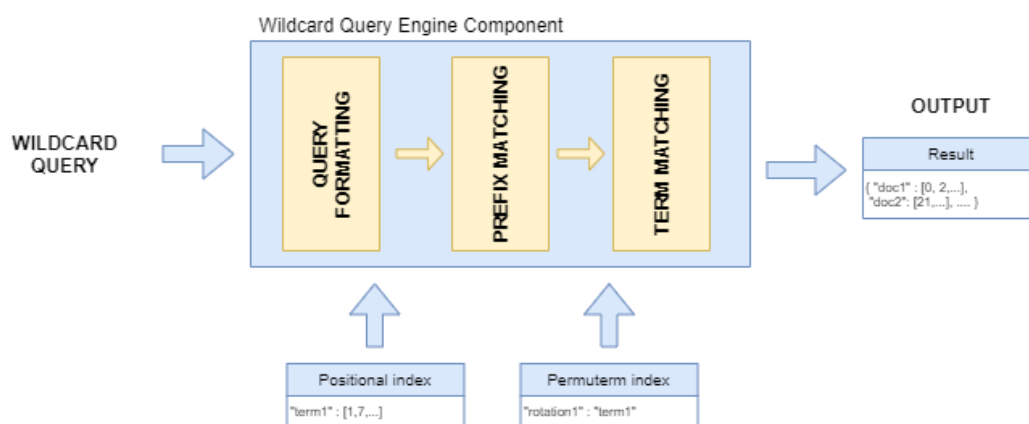 Wildcard Query Engine Component
WILDCARD
QUERY
QUERY
FORMATTING
PREFIX MATCHING
TERM MATCHING
OUTPUT
Result
{ "doc1" : [0, 2,...],
"doc2": [21,...], .... }
Positional index
"term1" : [1,7,...]
Permuterm index
"rotation1" : "term1"